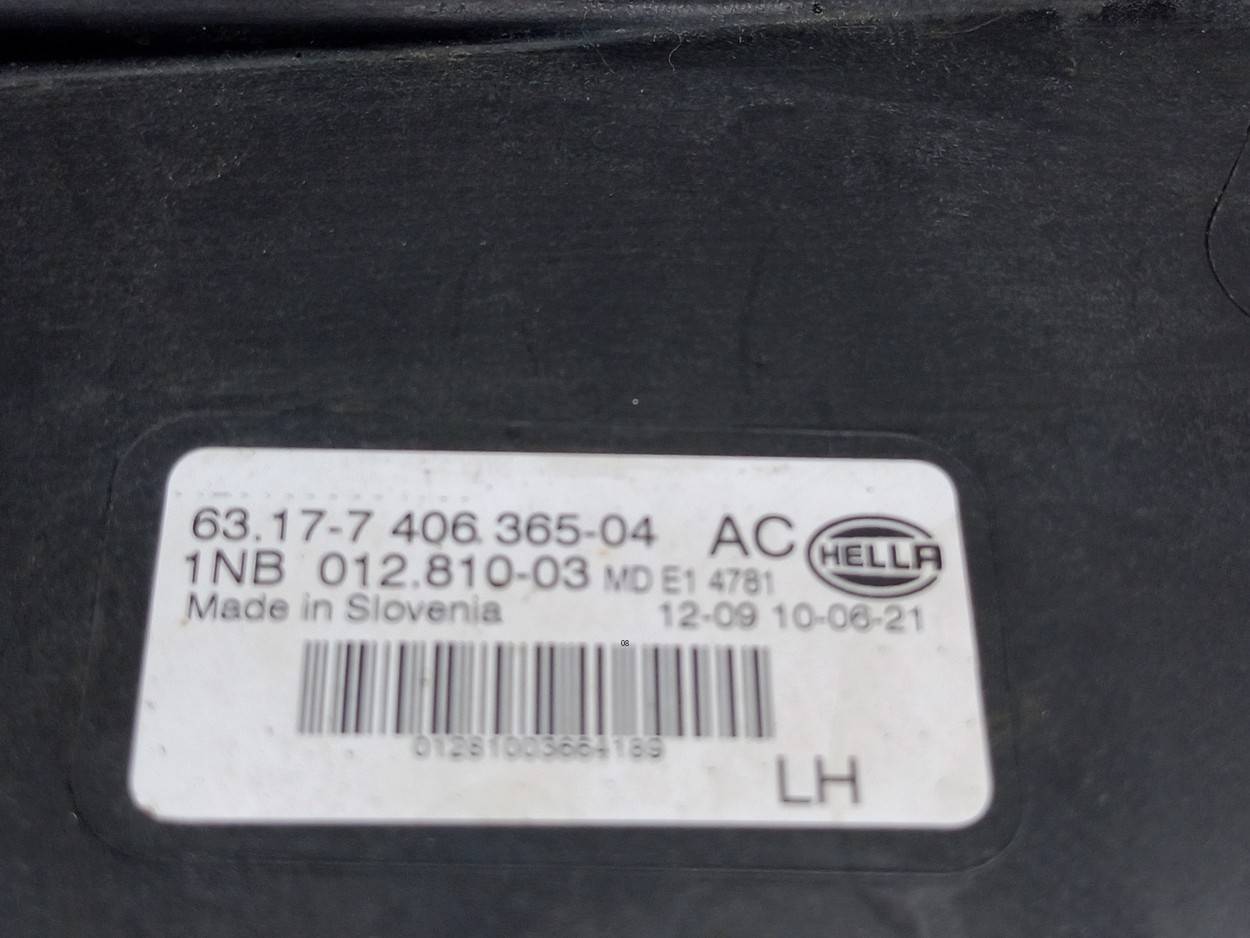 63.17-7 406 365-04 AC HELLA
1NB 012.810-03 MD E1 4781
Made in Slovenia 12-09 10-06-21
08
01281003664189
LH